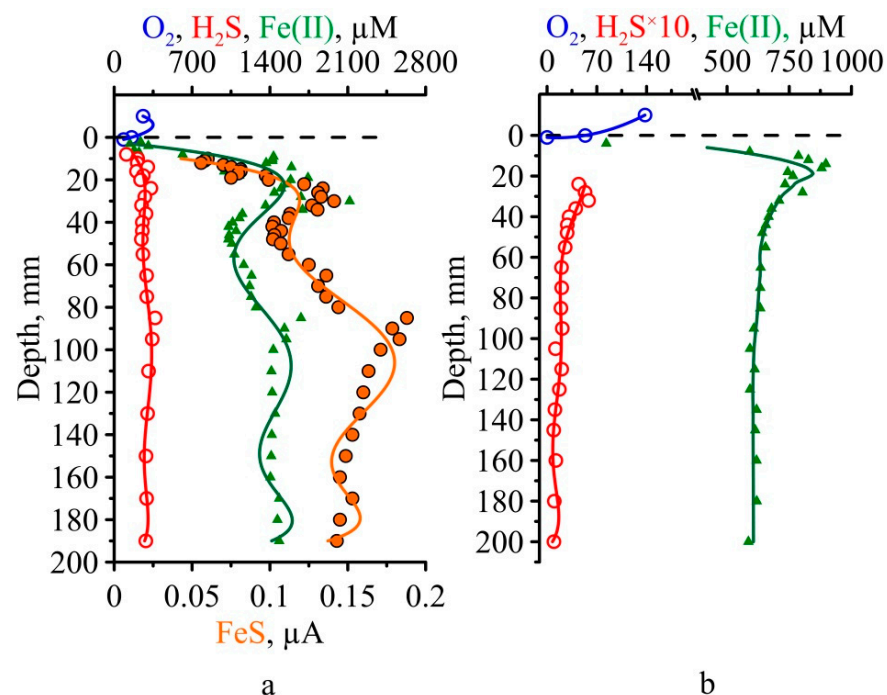 O₂, H₂S, Fe(II), µM
0 700 1400 2100 2800
Depth, mm
0
20
40
60
80
100
120
140
160
180
200
0 0.05 0.1 0.15 0.2
FeS, µA
a
O₂, H₂S×10, Fe(II), µM
0 70 140 500 750 1000
Depth, mm
0
20
40
60
80
100
120
140
160
180
200
b